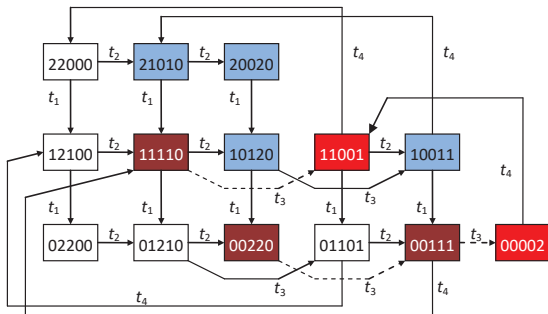 t2 t2 t4 t4
22000 21010 20020
t1 t1 t1 t4
12100 t2 11110 t2 10120 11001 t2 10011
t1 t1 t1 t3 t1 t3 t1
02200 t2 01210 t2 00220 01101 t2 00111 t3 00002
t4 t3 t3 t4